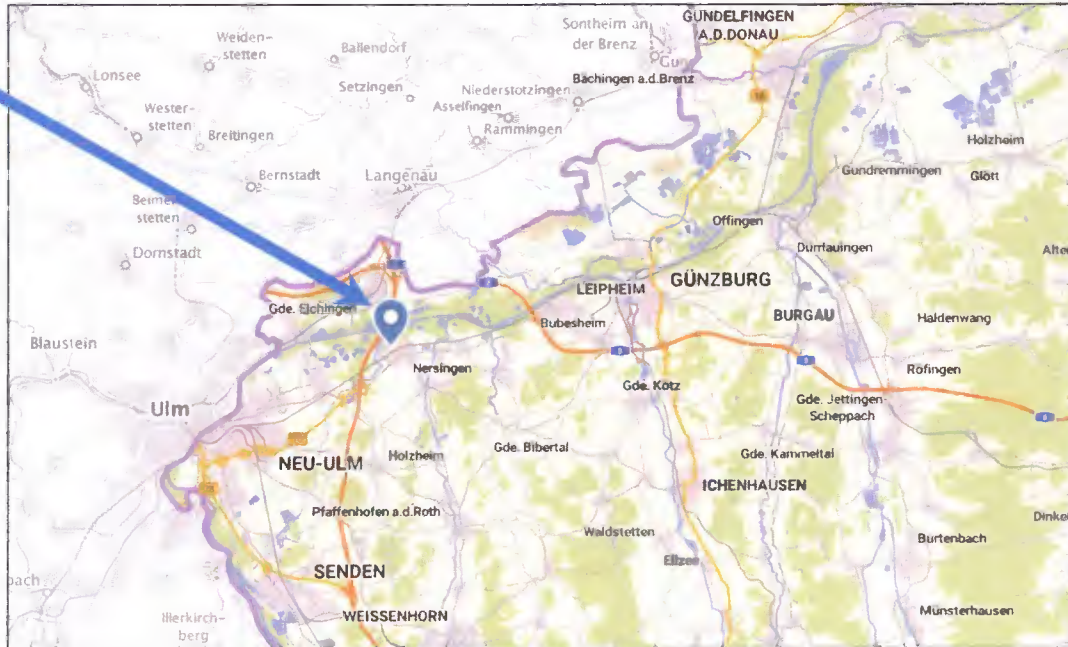 GUNDELFINGEN
A.D.DONAU
Sontheim an
der Brenz
Weiden-
stetten
Ballendorf
Lonsee
Setzingen
Niederstotzingen
Bächingen a.d.Brenz
Asselfingen
Wester-
stetten
Breitingen
Rammingen
Holzheim
Gundremmingen
Glött
Bernstadt
Langenau
Beimer
stetten
Offingen
Dornstadt
Dürrlauingen
LEIPHEIM
GÜNZBURG
Gde. Elchingen
Bubesheim
BURGAU
Haldenwang
Blaustein
Nersingen
Röfingen
Gde. Kötz
Gde. Jettingen-
Scheppach
Ulm
Holzheim
Gde. Bibertal
Gde. Kammeltal
NEU-ULM
ICHENHAUSEN
Pfaffenhofen a.d.Roth
Waldstetten
Burtenbach
Ellzee
SENDEN
Illerkirch-
berg
WEISSENHORN
Münsterhausen